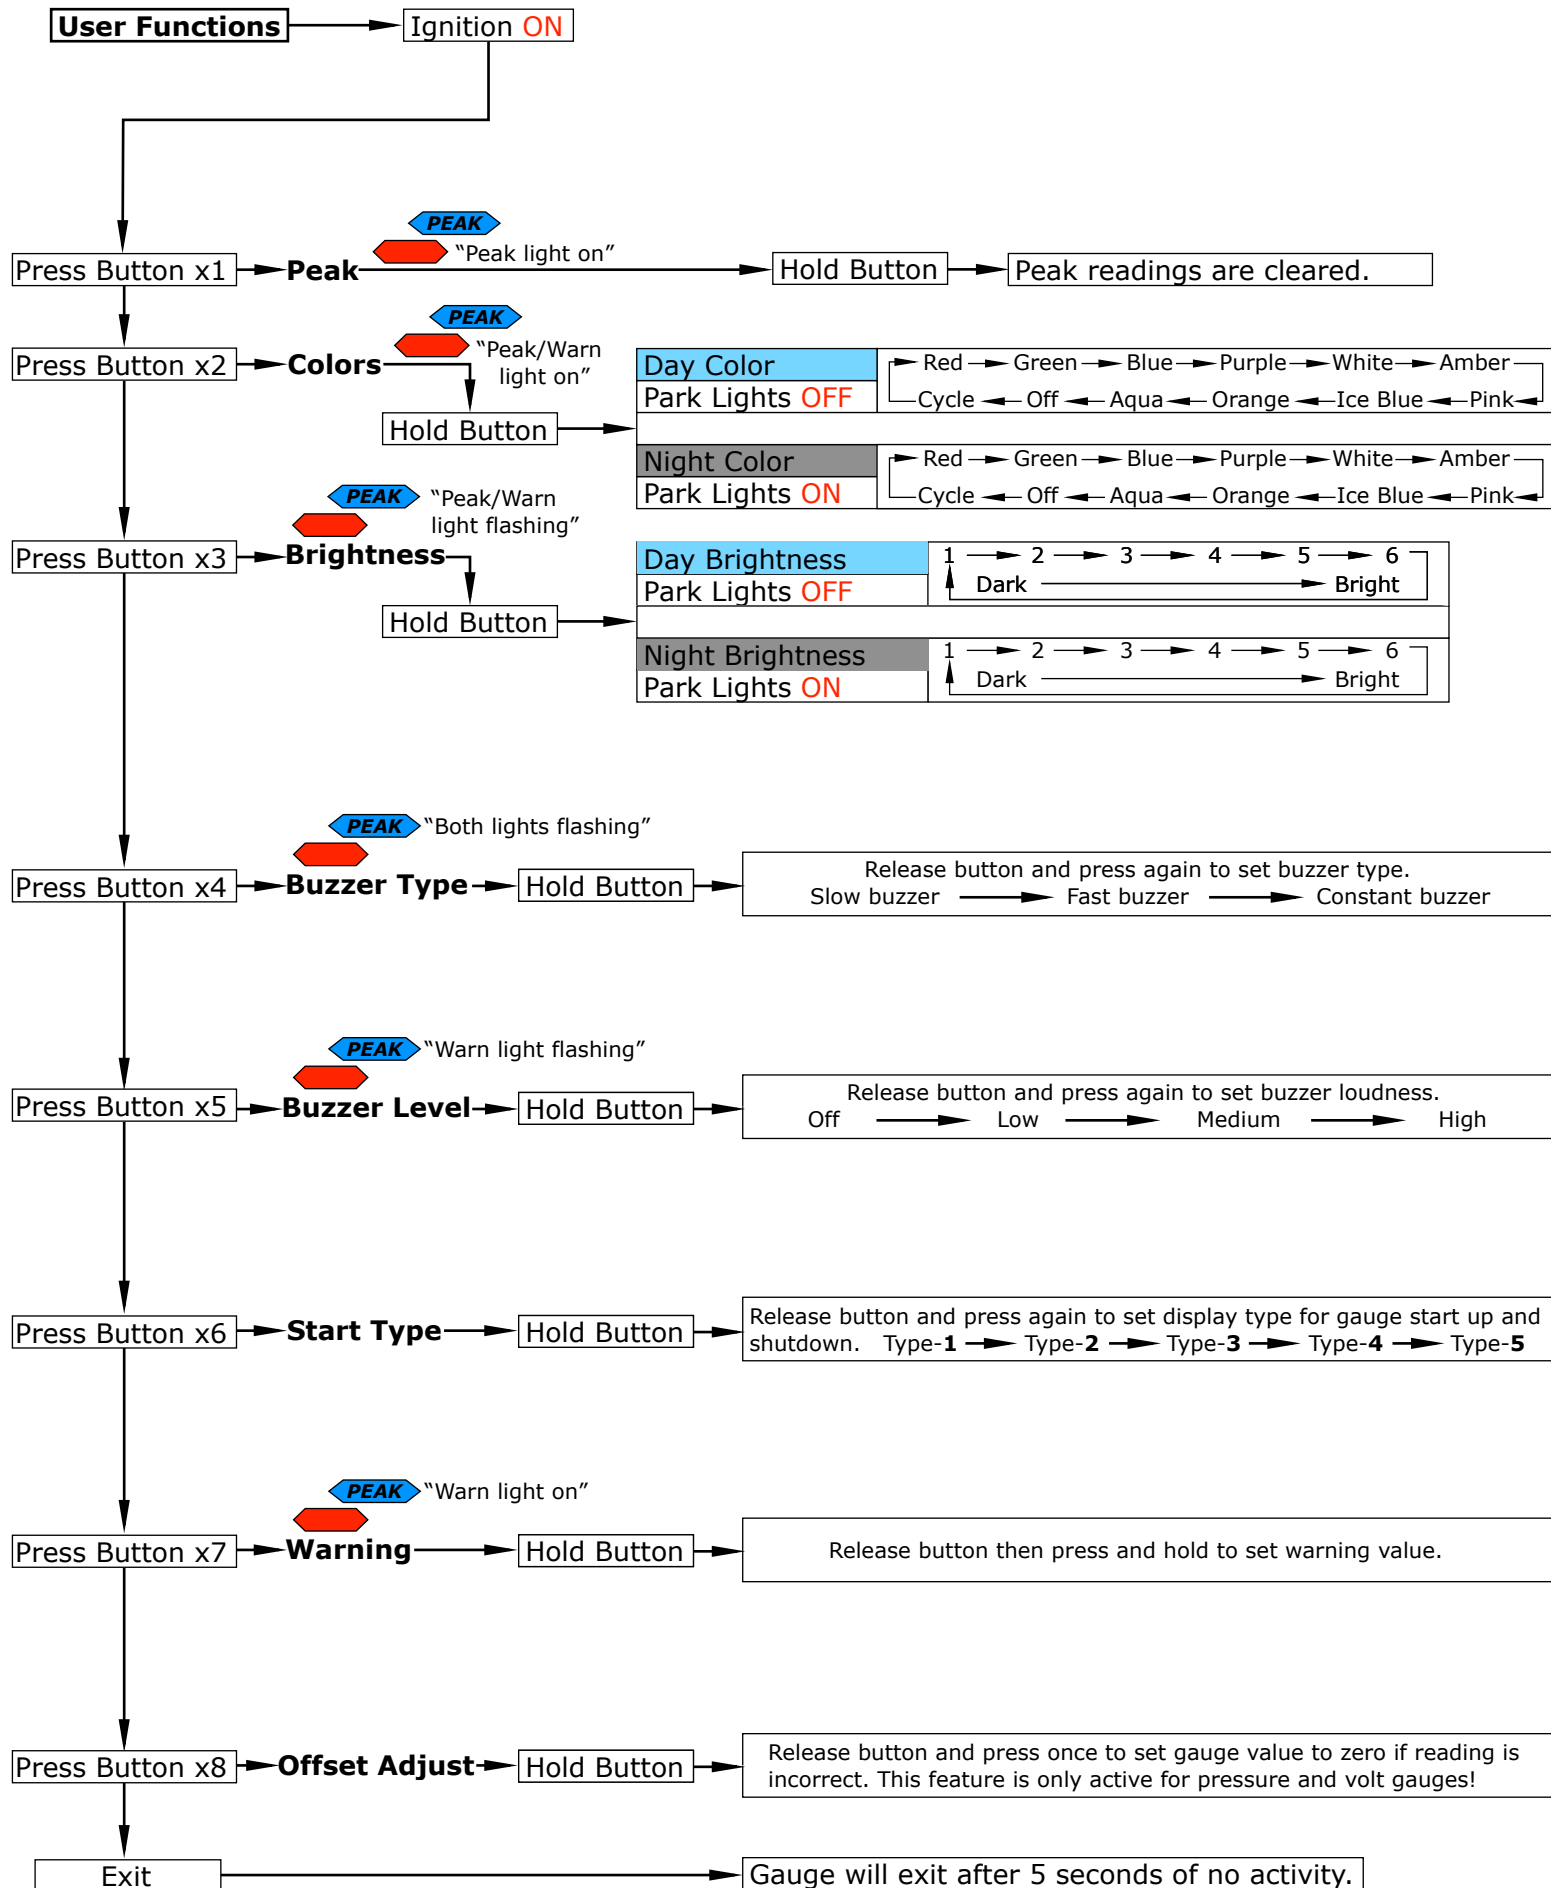 User Functions
Ignition ON
PEAK
"Peak light on"
Press Button x1
Peak
Hold Button
Peak readings are cleared.
PEAK
"Peak/Warn
light on"
Press Button x2
Colors
Hold Button
Day Color
Park Lights OFF
Red Green Blue Purple White Amber
Cycle Off Aqua Orange Ice Blue Pink
Night Color
Park Lights ON
Red Green Blue Purple White Amber
Cycle Off Aqua Orange Ice Blue Pink
PEAK
"Peak/Warn
light flashing"
Press Button x3
Brightness
Hold Button
Day Brightness
Park Lights OFF
1 2 3 4 5 6
Dark Bright
Night Brightness
Park Lights ON
1 2 3 4 5 6
Dark Bright
PEAK
"Both lights flashing"
Press Button x4
Buzzer Type
Hold Button
Release button and press again to set buzzer type.
Slow buzzer Fast buzzer Constant buzzer
PEAK
"Warn light flashing"
Press Button x5
Buzzer Level
Hold Button
Release button and press again to set buzzer loudness.
Off Low Medium High
Press Button x6
Start Type
Hold Button
Release button and press again to set display type for gauge start up and
shutdown. Type-1 Type-2 Type-3 Type-4 Type-5
PEAK
"Warn light on"
Press Button x7
Warning
Hold Button
Release button then press and hold to set warning value.
Press Button x8
Offset Adjust
Hold Button
Release button and press once to set gauge value to zero if reading is
incorrect. This feature is only active for pressure and volt gauges!
Exit
Gauge will exit after 5 seconds of no activity.